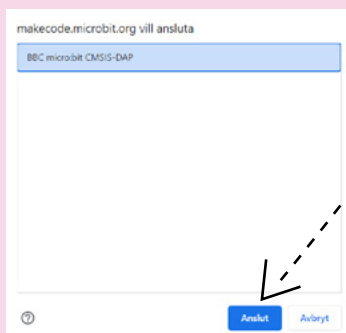 makecode.microbit.org vill ansluta
BBC micro:bit CMSIS-DAP
Anslut Avbryt